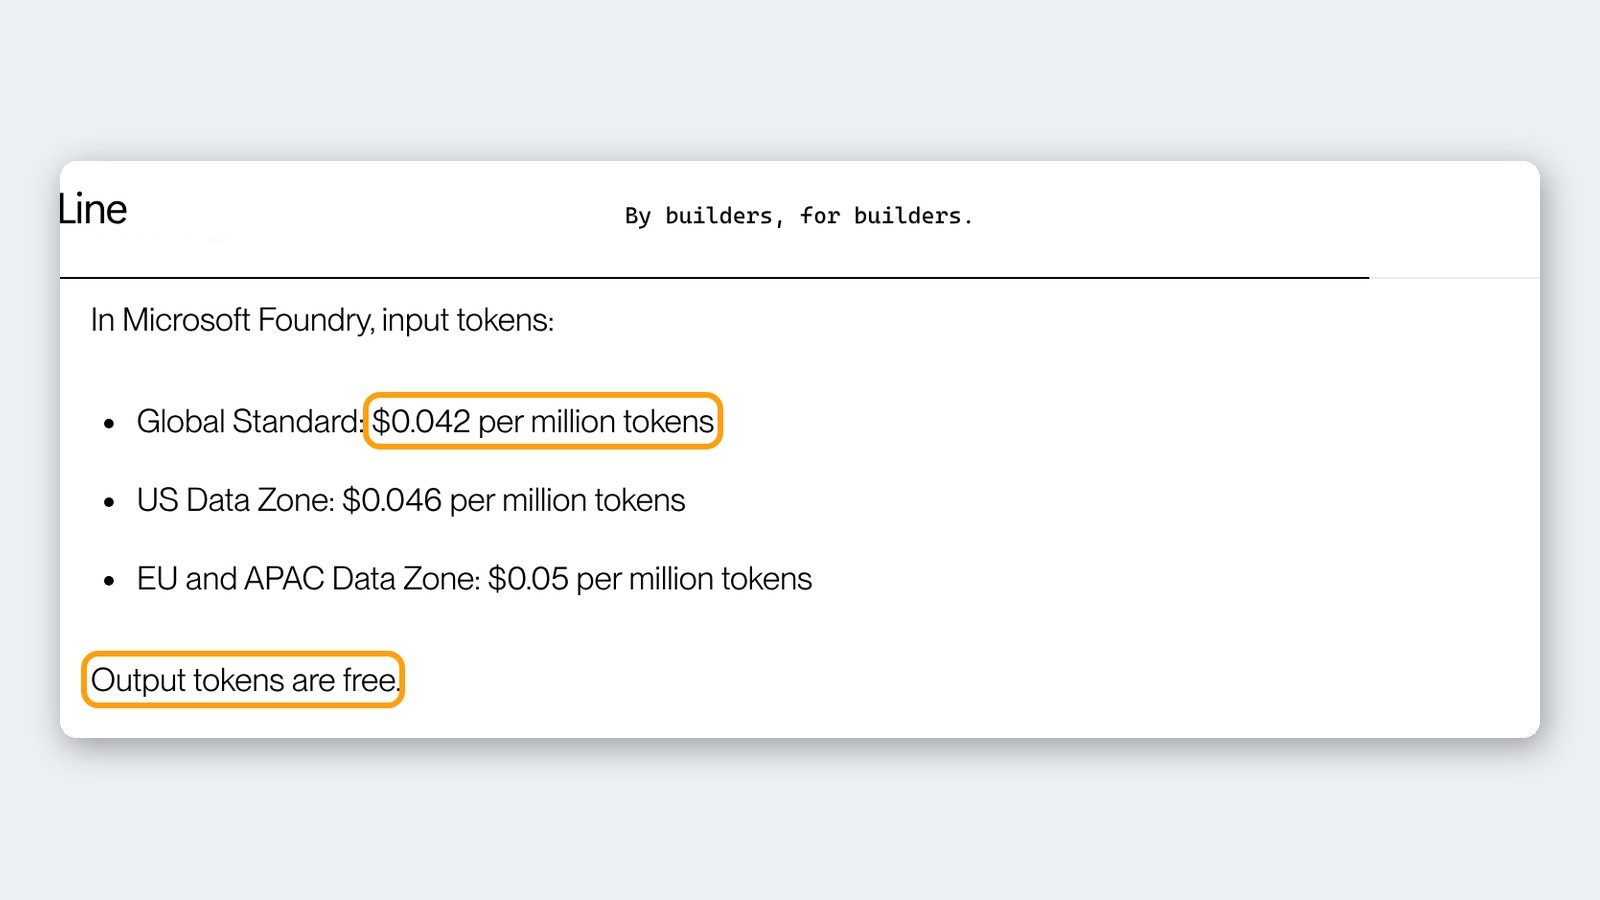 Line
By builders, for builders.
In Microsoft Foundry, input tokens:
• Global Standard: $0.042 per million tokens
• US Data Zone: $0.046 per million tokens
• EU and APAC Data Zone: $0.05 per million tokens
Output tokens are free.